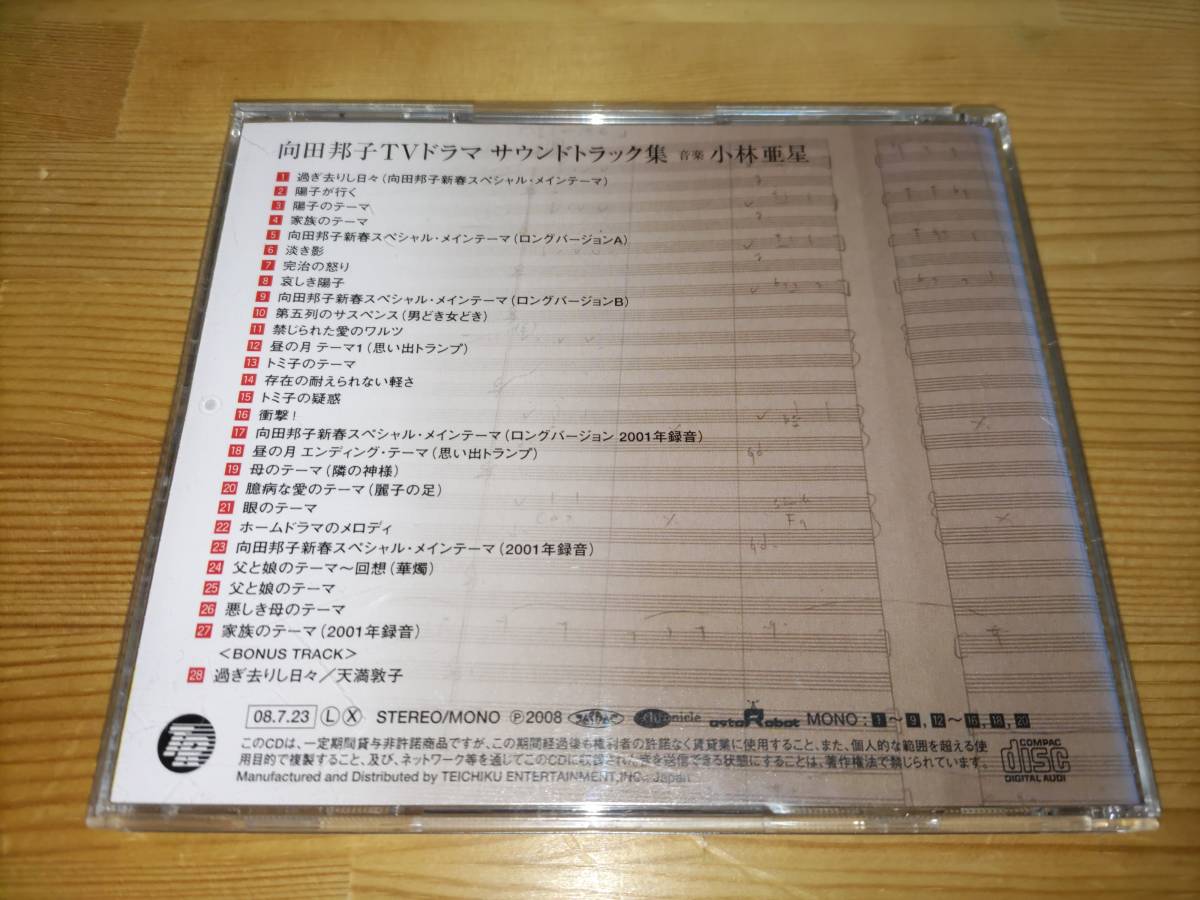 向田邦子TVドラマ サウンドトラック集 音楽 小林亜星
1 過ぎ去りし日々(向田邦子新春スペシャル・メインテーマ)
2 陽子が行く
3 陽子のテーマ
4 家族のテーマ
5 向田邦子新春スペシャル・メインテーマ(ロングバージョンA)
6 淡き影
7 完治の怒り
8 哀しき陽子
9 向田邦子新春スペシャル・メインテーマ(ロングバージョンB)
10 第五列のサスペンス(男どき女どき)
11 禁じられた愛のワルツ
12 昼の月 テーマ1(思い出トランプ)
13 トミ子のテーマ
14 存在の耐えられない軽さ
15 トミ子の疑惑
16 衝撃!
17 向田邦子新春スペシャル・メインテーマ(ロングバージョン 2001年録音)
18 昼の月 エンディング・テーマ(思い出トランプ)
19 母のテーマ(隣の神様)
20 臆病な愛のテーマ(麗子の足)
21 眼のテーマ
22 ホームドラマのメロディ
23 向田邦子新春スペシャル・メインテーマ(2001年録音)
24 父と娘のテーマ〜回想(華燭)
25 父と娘のテーマ
26 悪しき母のテーマ
27 家族のテーマ(2001年録音)
<BONUS TRACK>
28 過ぎ去りし日々/天満敦子
08.7.23 L X STEREO/MONO ℗2008 astroRobot MONO:1〜9,12〜16,18,20
このCDは、一定期間貸与非許諾商品ですが、この期間経過後も権利者の許諾なく賃貸業に使用すること、また、個人的な範囲を超える使
用目的で複製すること、及び、ネットワーク等を通じてこのCDに収録された音を送信できる状態にすることは、著作権法で禁じられています。
Manufactured and Distributed by TEICHIKU ENTERTAINMENT, INC., Japan
COMPACT
disc
DIGITAL AUDIO